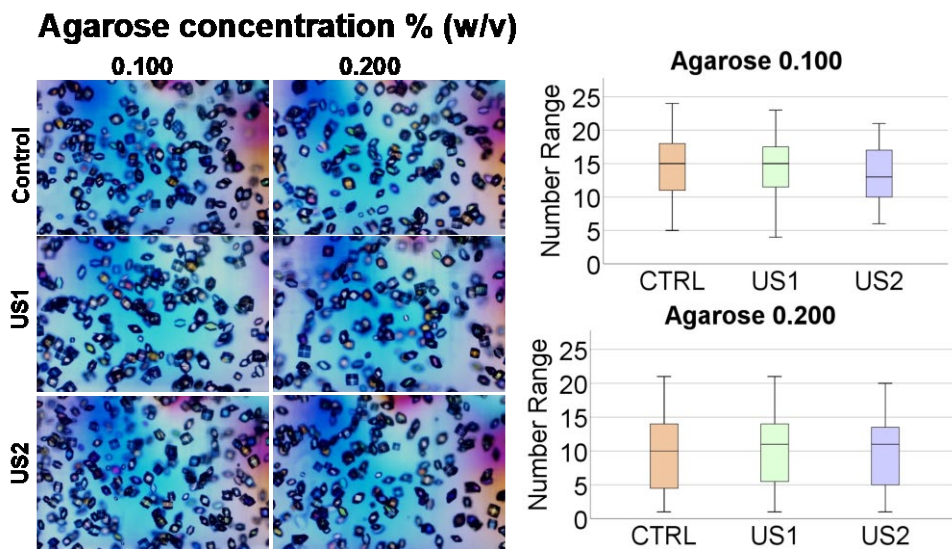 Agarose concentration % (w/v)
0.100 0.200
Control
US1
US2
Agarose 0.100
Number Range
25
20
15
10
5
0
CTRL US1 US2
Agarose 0.200
Number Range
25
20
15
10
5
0
CTRL US1 US2